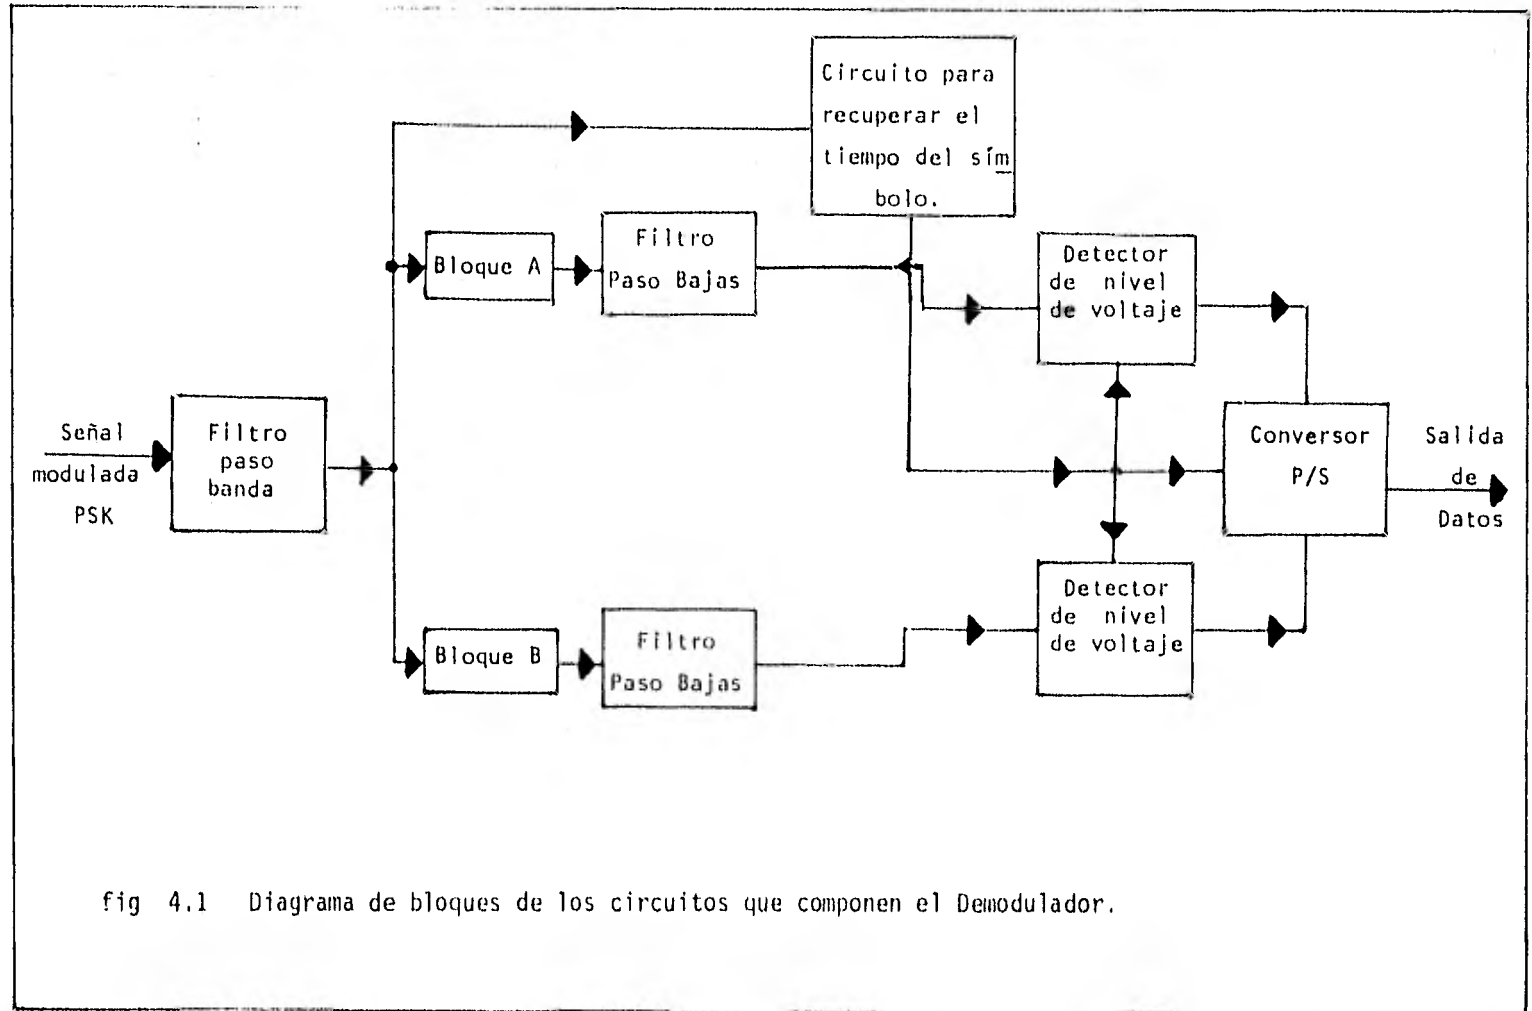 Circuito para
recuperar el
tiempo del sím
bolo.
Filtro
Paso Bajas
Bloque A
Detector
de nivel
de voltaje
Señal
modulada
PSK
Filtro
paso
banda
Conversor
P/S
Salida
de
Datos
Bloque B
Filtro
Paso Bajas
Detector
de nivel
de voltaje
fig 4.1 Diagrama de bloques de los circuitos que componen el Demodulador.